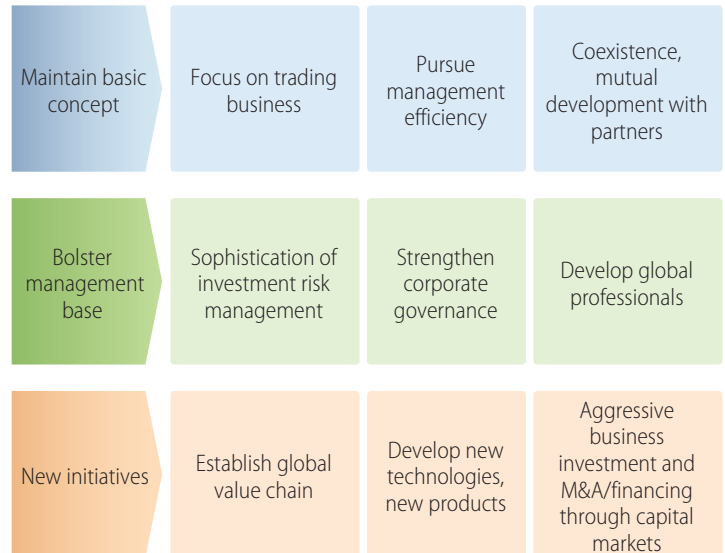 Maintain basic
concept
Focus on trading
business
Pursue
management
efficiency
Coexistence,
mutual
development with
partners
Bolster
management
base
Sophistication of
investment risk
management
Strengthen
corporate
governance
Develop global
professionals
New initiatives
Establish global
value chain
Develop new
technologies,
new products
Aggressive
business
investment and
M&A/financing
through capital
markets